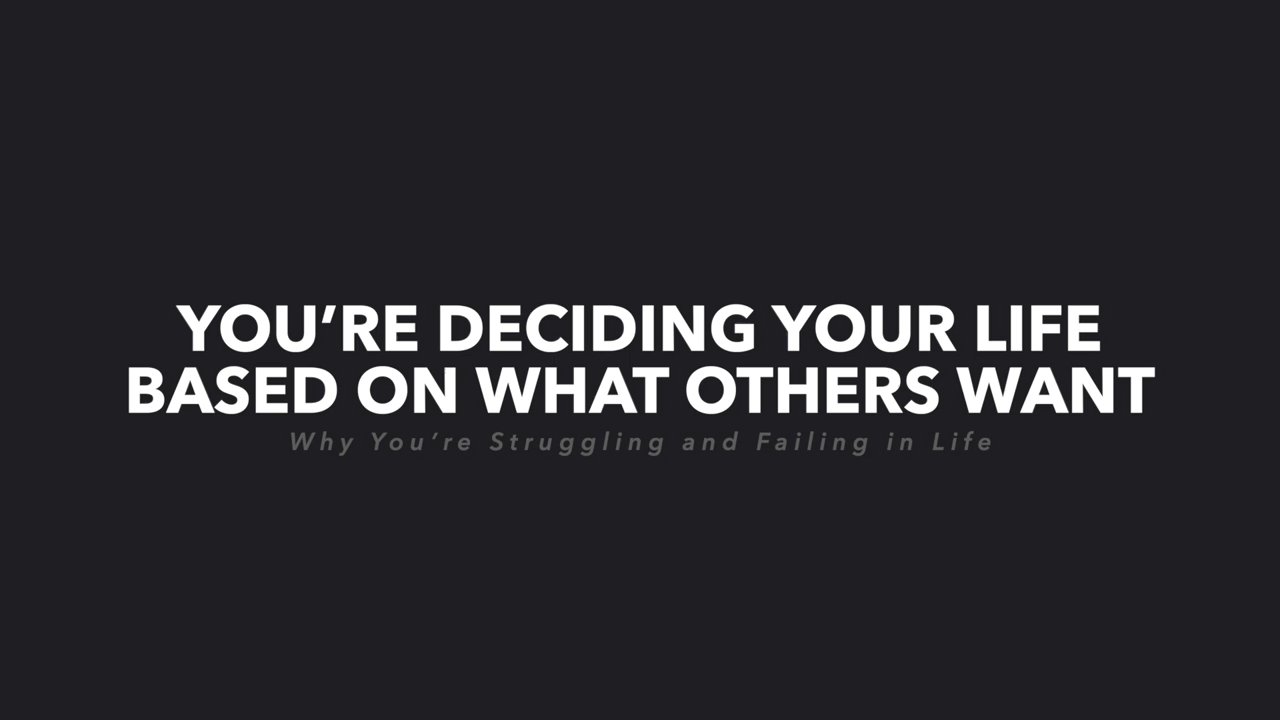 YOU’RE DECIDING YOUR LIFE
BASED ON WHAT OTHERS WANT
Why You’re Struggling and Failing in Life